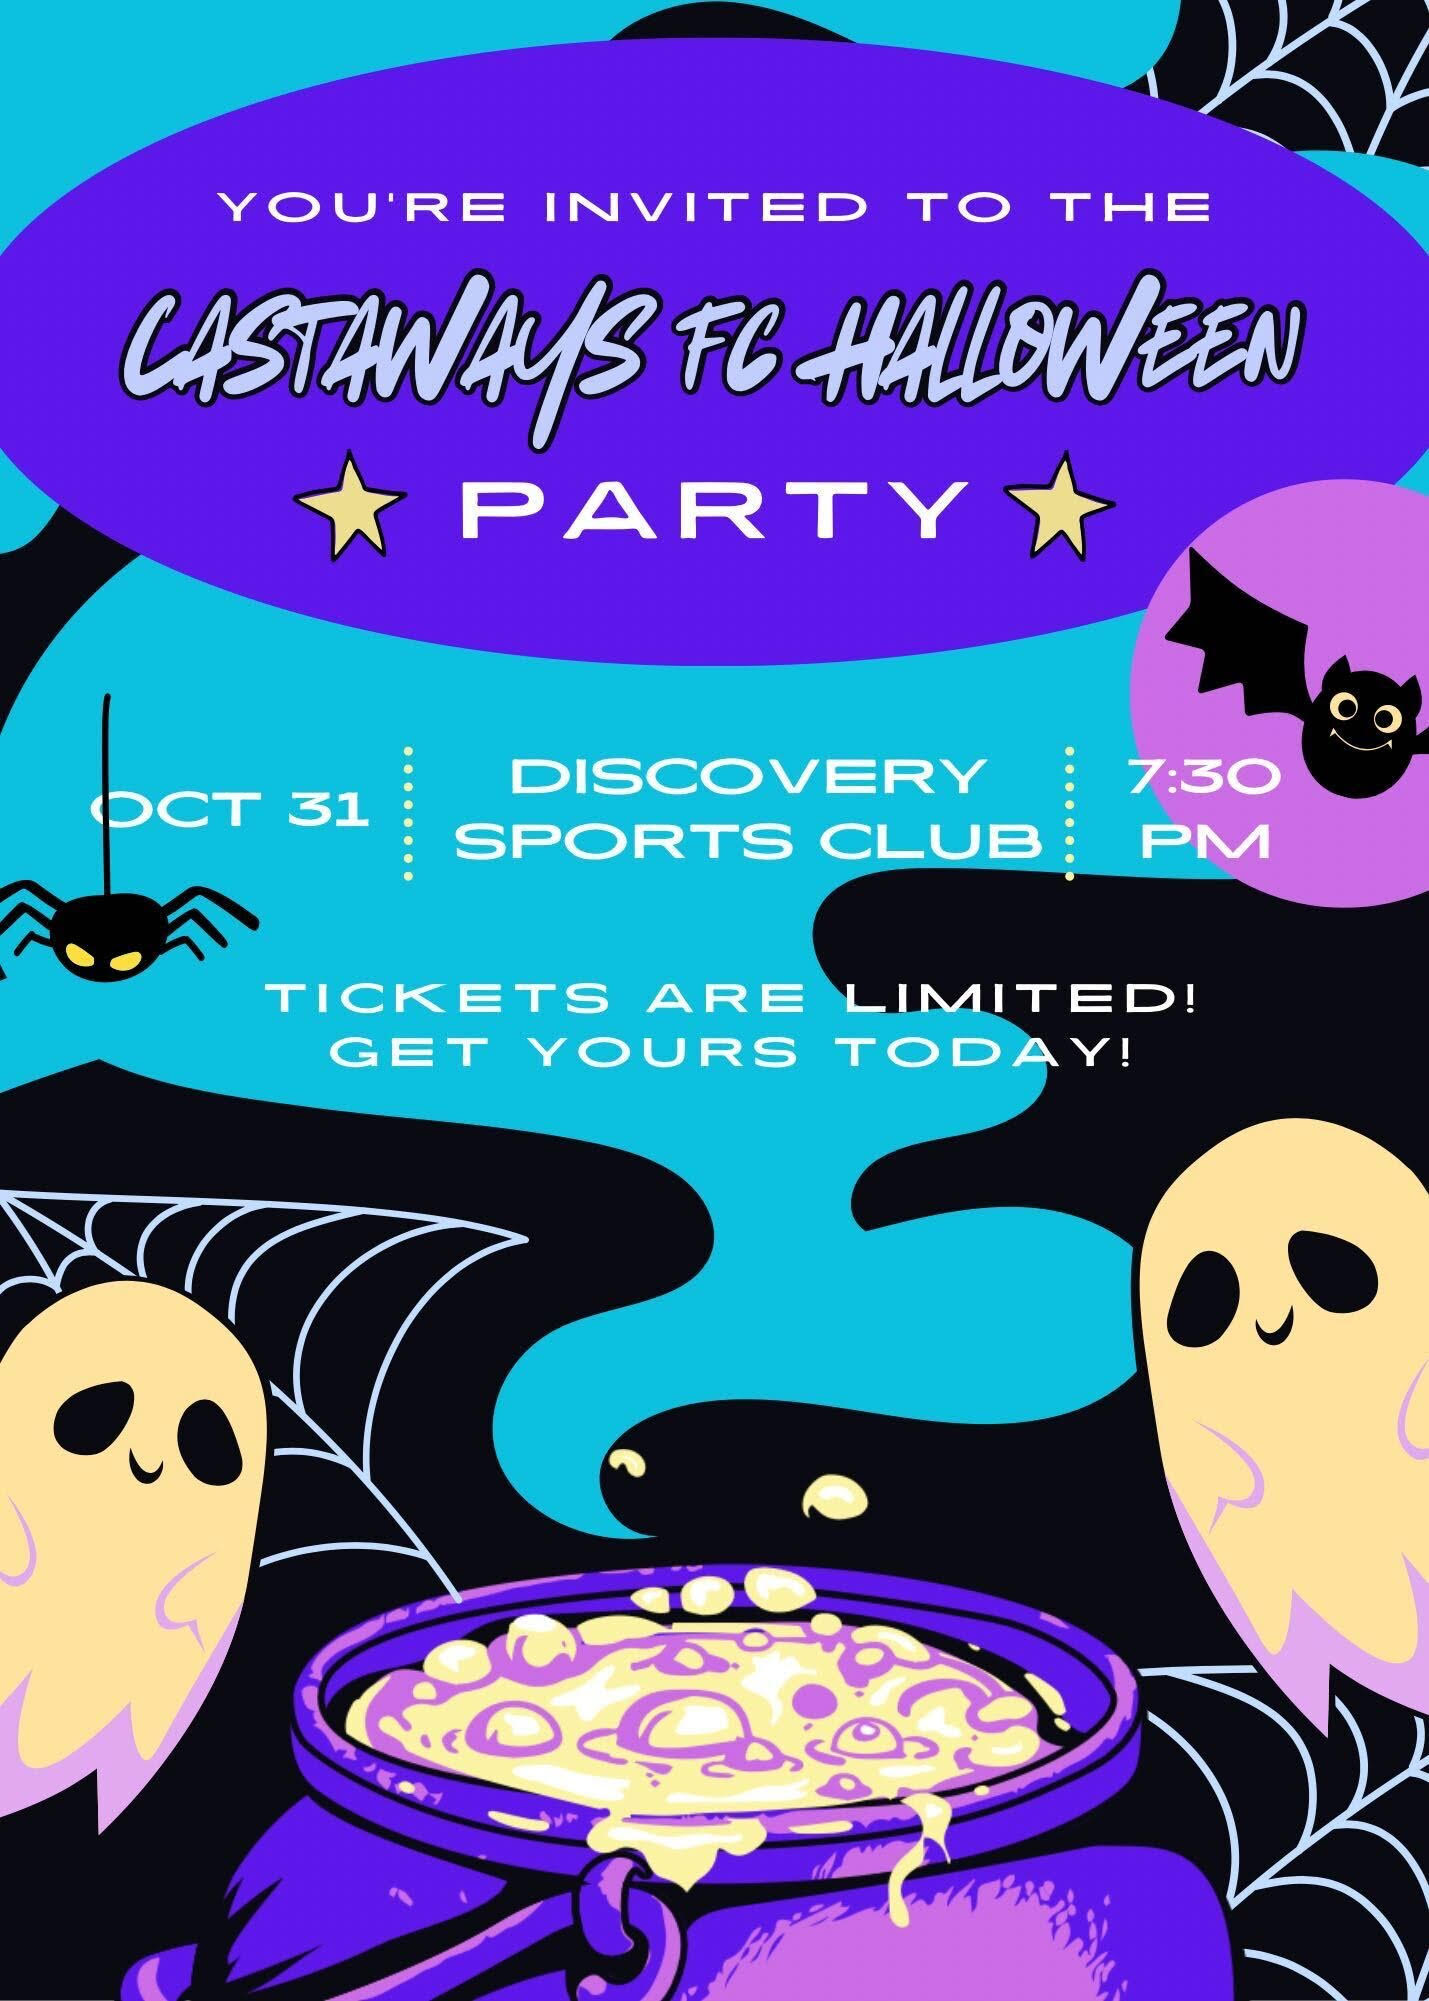 YOU'RE INVITED TO THE
CASTAWAYS FC HALLOWEEN
PARTY
OCT 31
DISCOVERY
SPORTS CLUB
7:30
PM
TICKETS ARE LIMITED!
GET YOURS TODAY!